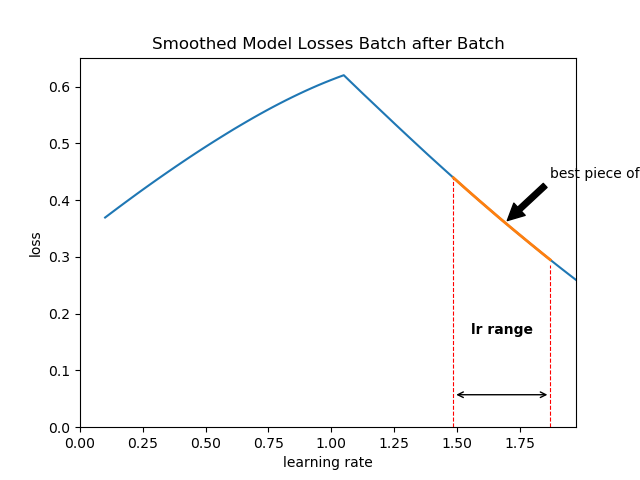 Smoothed Model Losses Batch after Batch
0.6
0.5
0.4
0.3
0.2
0.1
0.0
loss
best piece of
lr range
0.00 0.25 0.50 0.75 1.00 1.25 1.50 1.75
learning rate